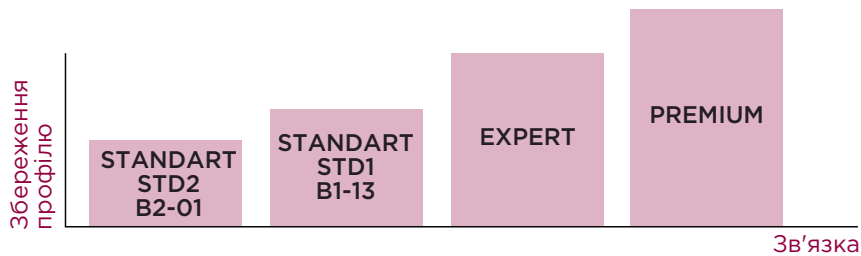 Збереження
профілю
STANDART
STD2
B2-01
STANDART
STD1
B1-13
EXPERT
PREMIUM
Зв'язка